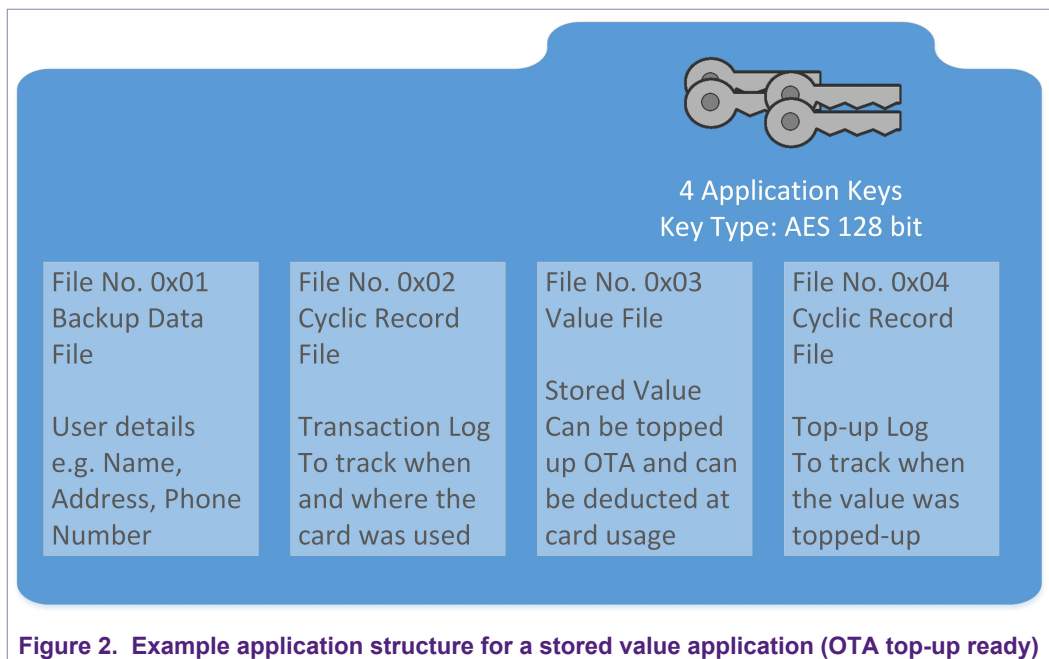 4 Application Keys
Key Type: AES 128 bit
File No. 0x01
Backup Data
File
User details
e.g. Name,
Address, Phone
Number
File No. 0x02
Cyclic Record
File
Transaction Log
To track when
and where the
card was used
File No. 0x03
Value File
Stored Value
Can be topped
up OTA and can
be deducted at
card usage
File No. 0x04
Cyclic Record
File
Top-up Log
To track when
the value was
topped-up
Figure 2. Example application structure for a stored value application (OTA top-up ready)